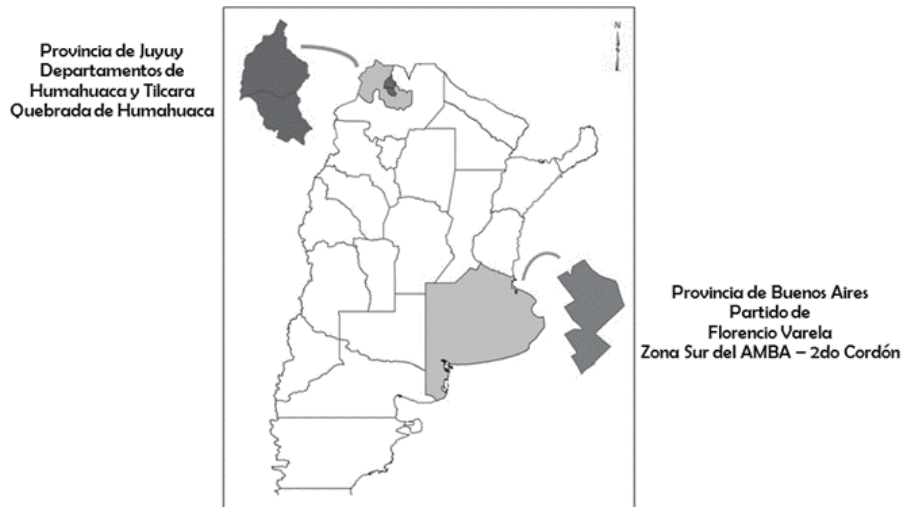 Provincia de Juyuy
Departamentos de
Humahuaca y Tilcara
Quebrada de Humahuaca
N
Provincia de Buenos Aires
Partido de
Florencio Varela
Zona Sur del AMBA – 2do Cordón